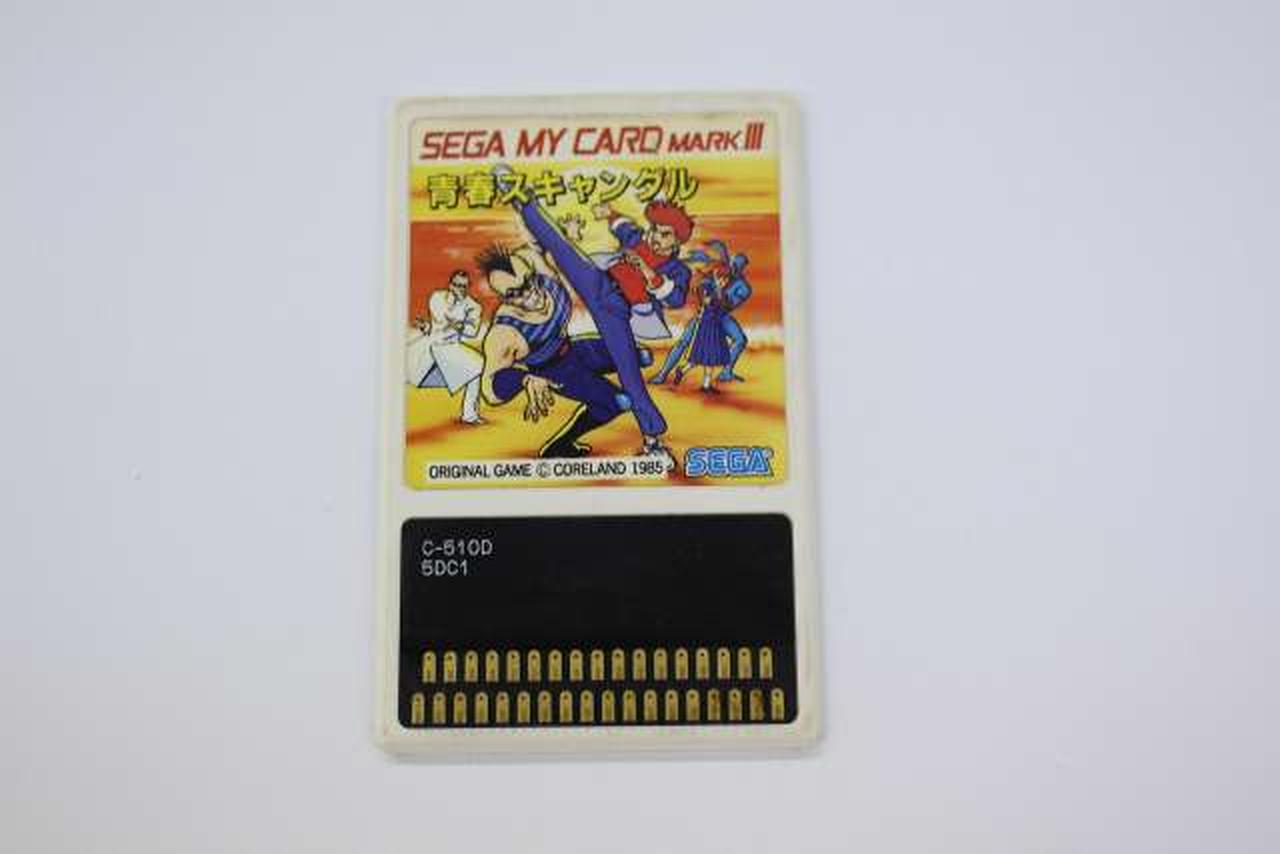 SEGA MY CARD MARK III
青春スキャンダル
ORIGINAL GAME © CORELAND 1985
SEGA
C-510D
5DC1